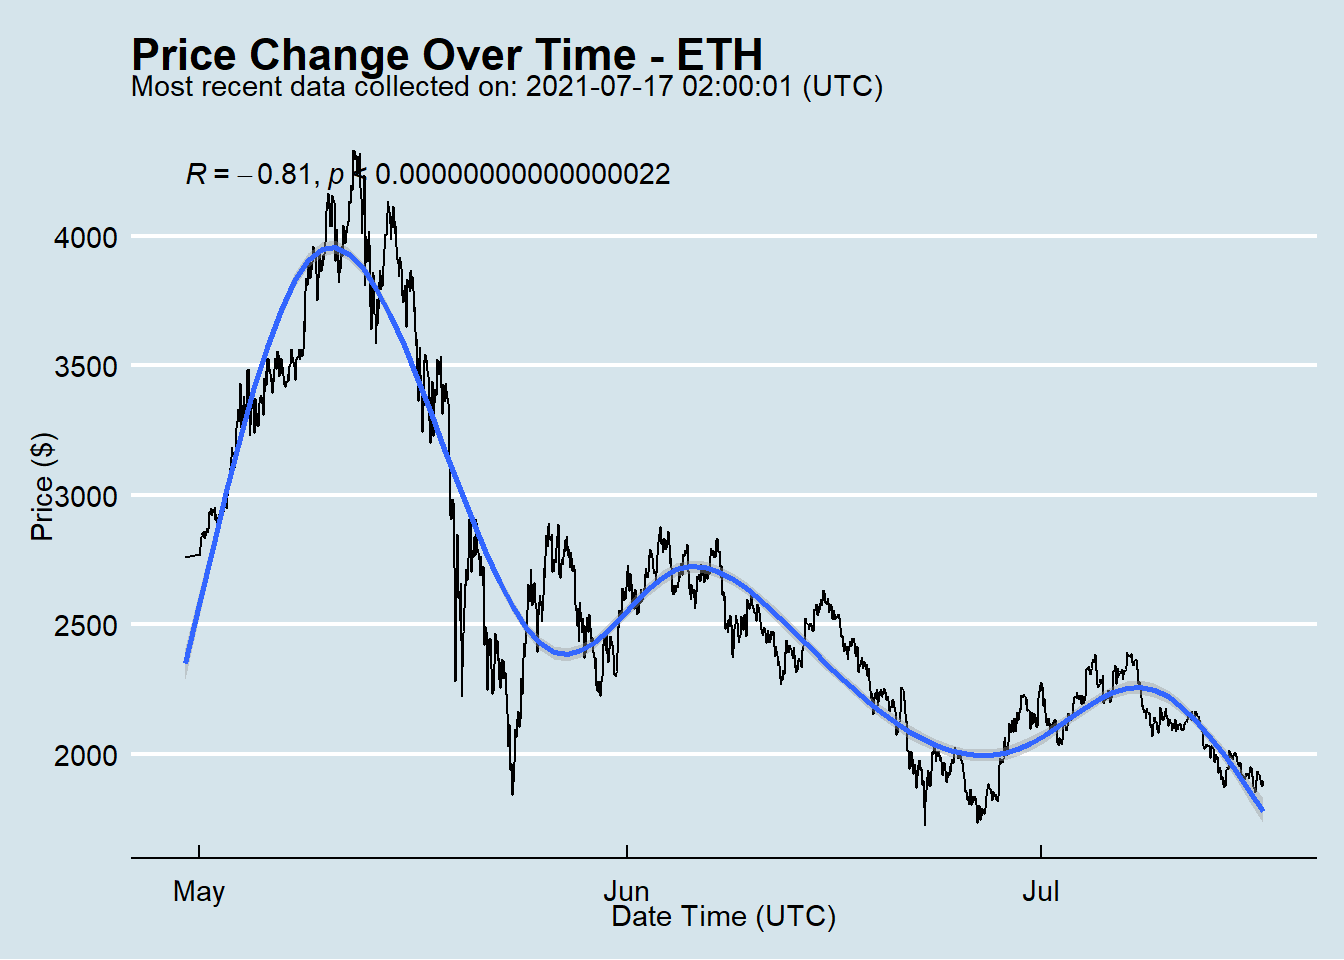 Price Change Over Time - ETH
Most recent data collected on: 2021-07-17 02:00:01 (UTC)
R = −0.81, p < 0.00000000000000022
4000
3500
3000
2500
2000
Price ($)
May
Jun
Jul
Date Time (UTC)